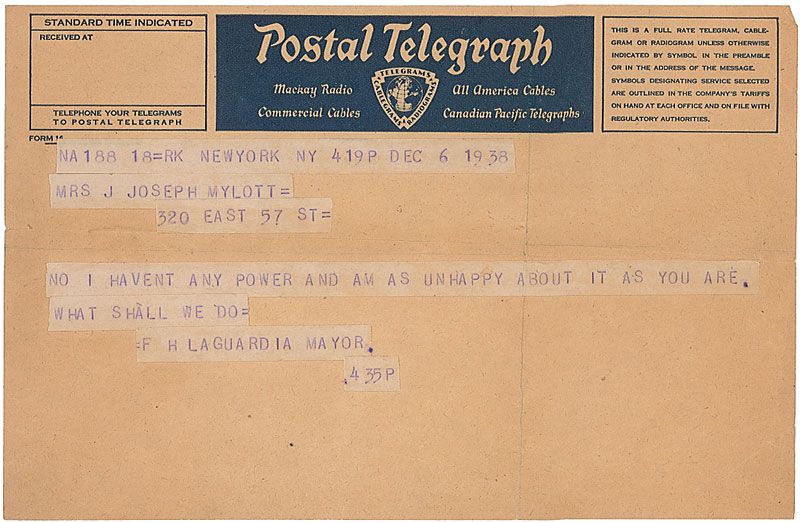 STANDARD TIME INDICATED
RECEIVED AT
TELEPHONE YOUR TELEGRAMS
TO POSTAL TELEGRAPH
FORM 16
Postal Telegraph
Mackay Radio
Commercial Cables
TELEGRAMS
CABLEGRAMS
RADIOGRAMS
All America Cables
Canadian Pacific Telegraphs
THIS IS A FULL RATE TELEGRAM, CABLE-
GRAM OR RADIOGRAM UNLESS OTHERWISE
INDICATED BY SYMBOL IN THE PREAMBLE
OR IN THE ADDRESS OF THE MESSAGE.
SYMBOLS DESIGNATING SERVICE SELECTED
ARE OUTLINED IN THE COMPANY'S TARIFFS
ON HAND AT EACH OFFICE AND ON FILE WITH
REGULATORY AUTHORITIES.
NA188 18=RK NEWYORK NY 419P DEC 6 1938
MRS J JOSEPH MYLOTT=
320 EAST 57 ST=
NO I HAVENT ANY POWER AND AM AS UNHAPPY ABOUT IT AS YOU ARE.
WHAT SHALL WE DO=
=F H LAGUARDIA MAYOR.
.435P